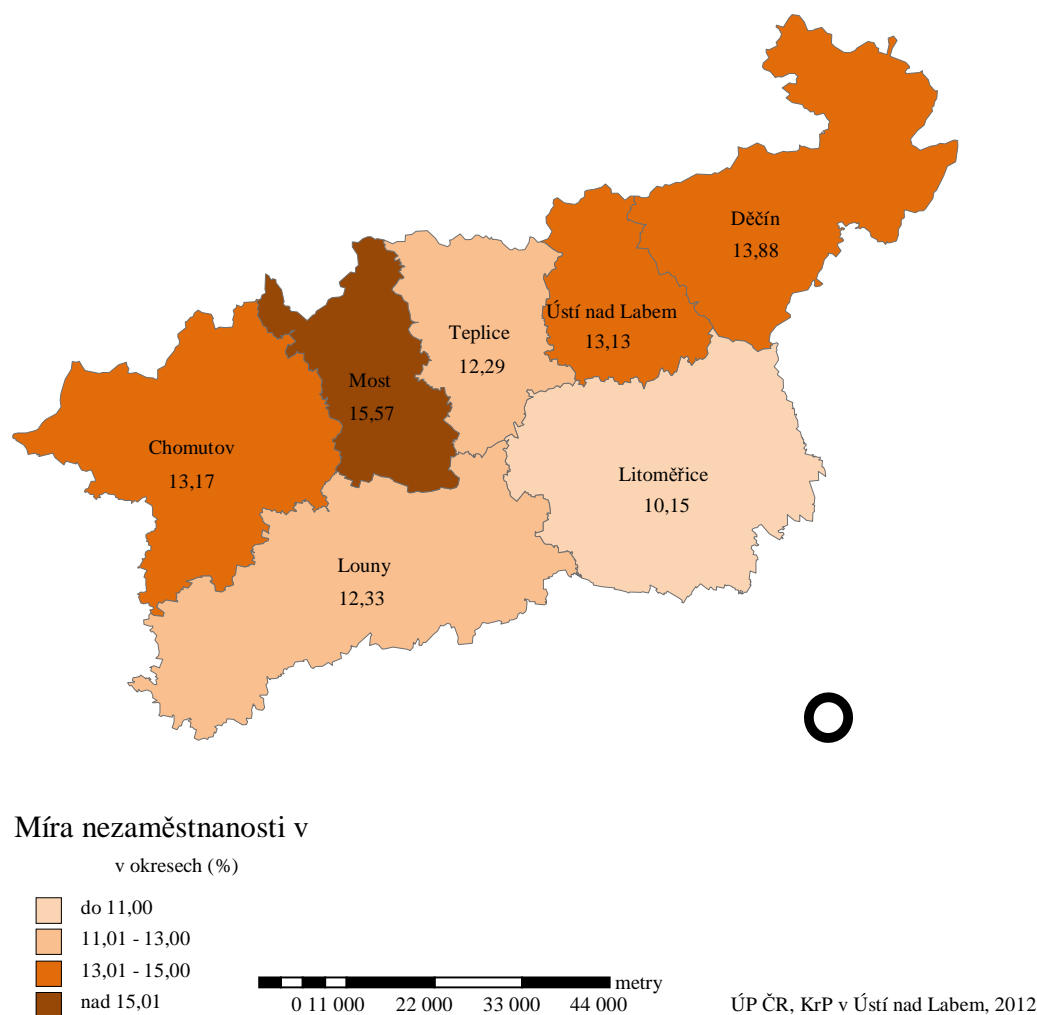 Děčín
13,88
Ústí nad Labem
13,13
Teplice
12,29
Most
15,57
Chomutov
13,17
Litoměřice
10,15
Louny
12,33
Míra nezaměstnanosti v
v okresech (%)
do 11,00
11,01 - 13,00
13,01 - 15,00
nad 15,01
metry
0 11 000 22 000 33 000 44 000
ÚP ČR, KrP v Ústí nad Labem, 2012